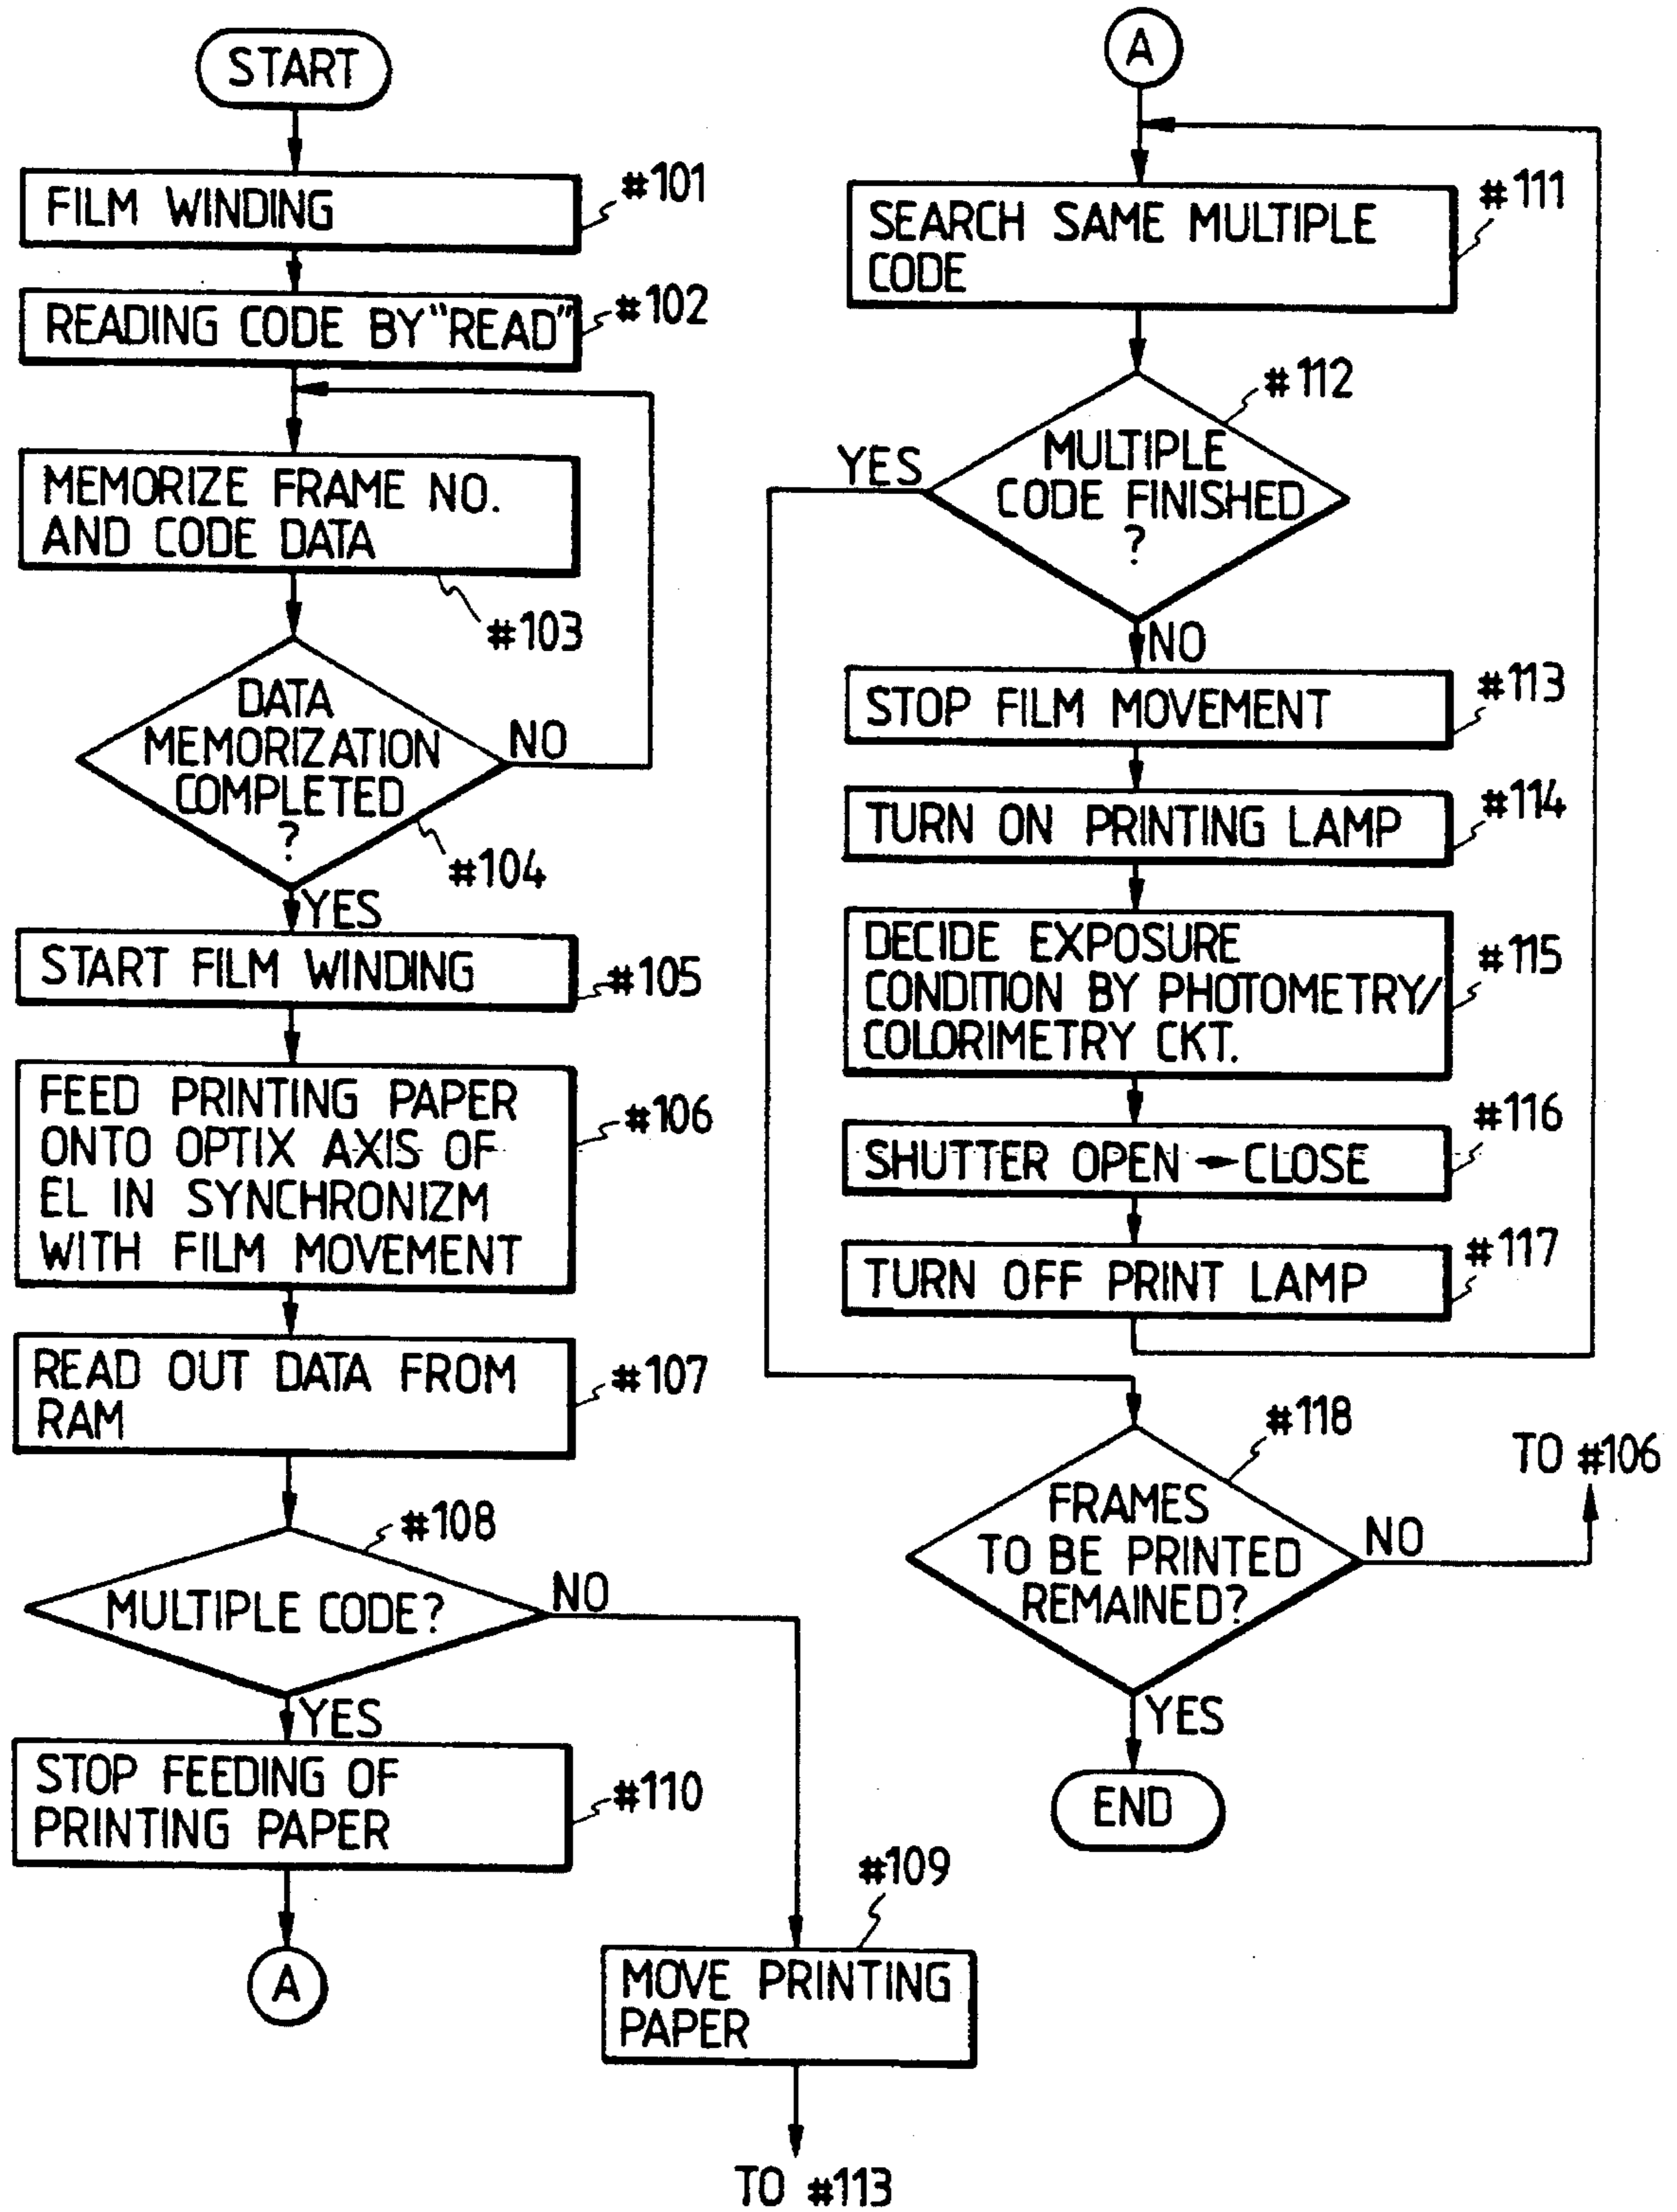 START
FILM WINDING
#101
READING CODE BY "READ"
#102
MEMORIZE FRAME NO.
AND CODE DATA
#103
DATA
MEMORIZATION
COMPLETED
?
NO
#104
YES
START FILM WINDING
#105
FEED PRINTING PAPER
ONTO OPTIX AXIS OF
EL IN SYNCHRONIZM
WITH FILM MOVEMENT
#106
READ OUT DATA FROM
RAM
#107
#108
MULTIPLE CODE?
NO
YES
STOP FEEDING OF
PRINTING PAPER
#110
A
#109
MOVE PRINTING
PAPER
TO #113
A
SEARCH SAME MULTIPLE
CODE
#111
#112
MULTIPLE
CODE FINISHED
?
YES
NO
STOP FILM MOVEMENT
#113
TURN ON PRINTING LAMP
#114
DECIDE EXPOSURE
CONDITION BY PHOTOMETRY/
COLORIMETRY CKT.
#115
SHUTTER OPEN → CLOSE
#116
TURN OFF PRINT LAMP
#117
#118
FRAMES
TO BE PRINTED
REMAINED?
NO
TO #106
YES
END